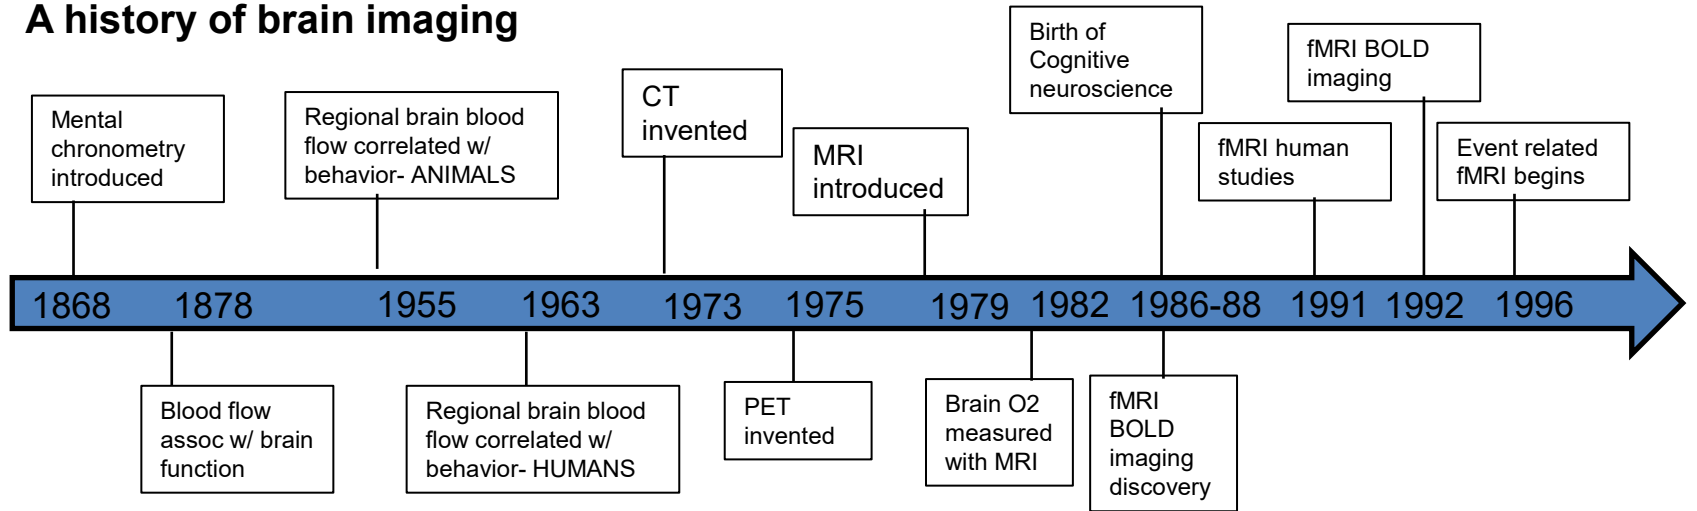 A history of brain imaging
Mental
chronometry
introduced
Regional brain blood
flow correlated w/
behavior- ANIMALS
CT
invented
MRI
introduced
Birth of
Cognitive
neuroscience
fMRI human
studies
fMRI BOLD
imaging
Event related
fMRI begins
1868 1878 1955 1963 1973 1975 1979 1982 1986-88 1991 1992 1996
Blood flow
assoc w/ brain
function
Regional brain blood
flow correlated w/
behavior- HUMANS
PET
invented
Brain O2
measured
with MRI
fMRI
BOLD
imaging
discovery